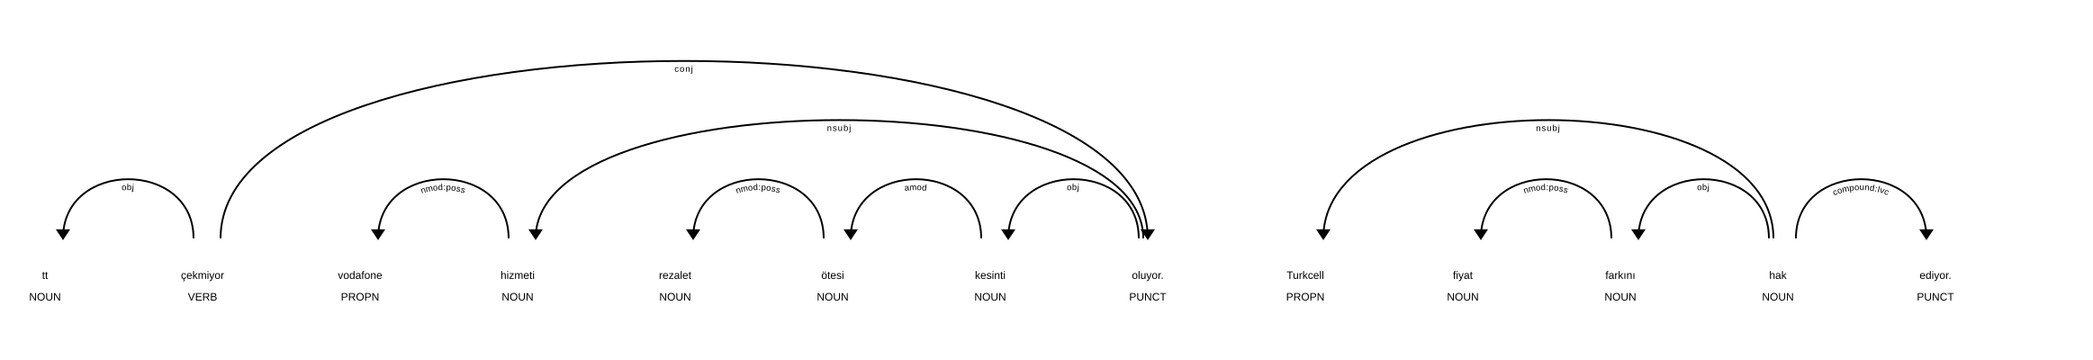 conj
nsubj nsubj
obj nmod:poss nmod:poss amod obj nmod:poss obj compound:lvc
tt çekmiyor vodafone hizmeti rezalet ötesi kesinti oluyor. Turkcell fiyat farkını hak ediyor.
NOUN VERB PROPN NOUN NOUN NOUN NOUN PUNCT PROPN NOUN NOUN NOUN PUNCT